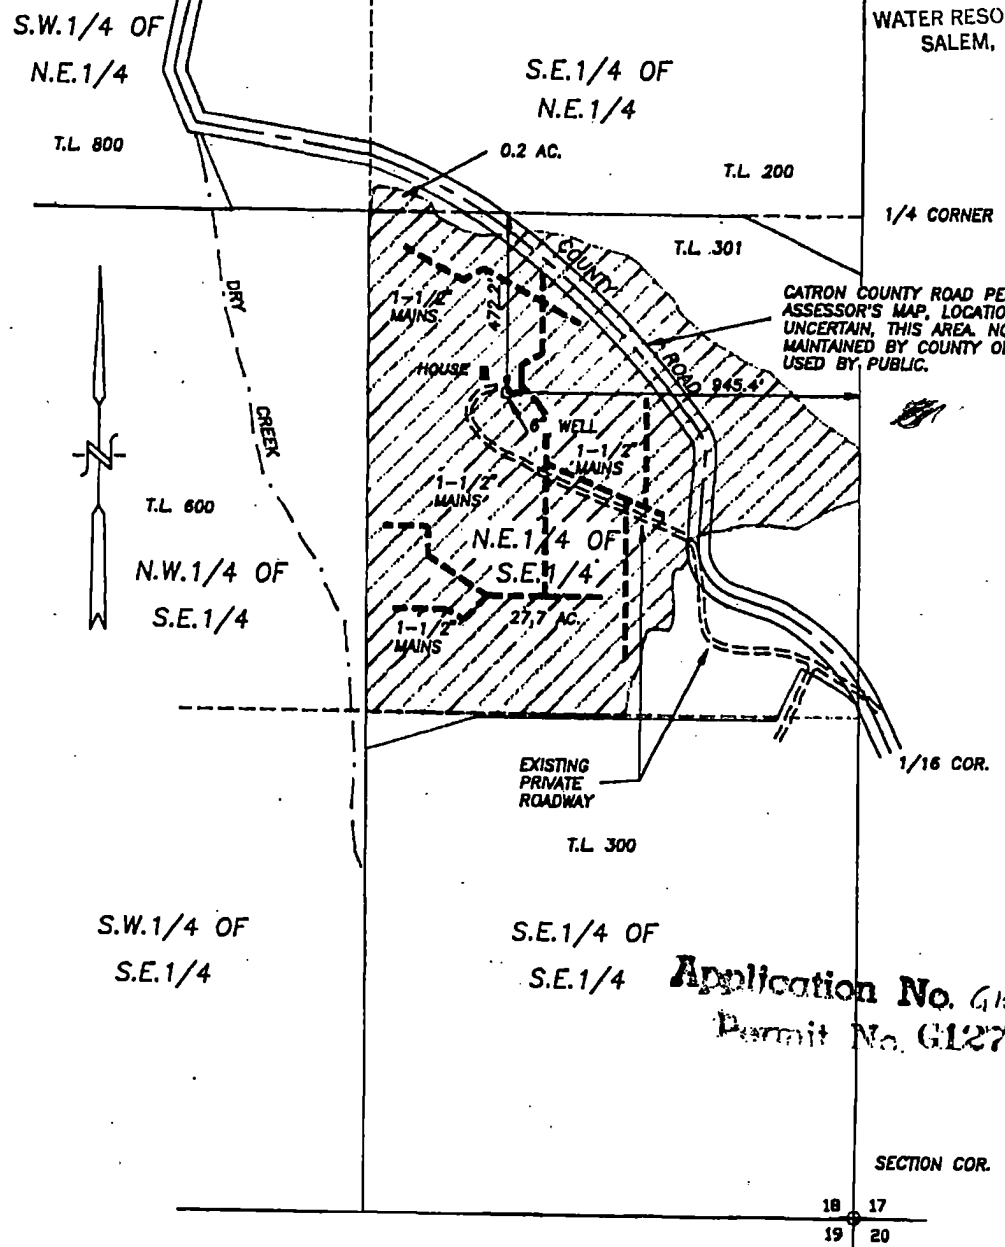 S.W.1/4 OF
N.E.1/4
S.E.1/4 OF
N.E.1/4
WATER RESO
SALEM,
T.L. 800
0.2 AC.
T.L. 200
1/4 CORNER
T.L. 301
COUNTY
ROAD
CATRON COUNTY ROAD PE
ASSESSOR'S MAP, LOCATIO
UNCERTAIN, THIS AREA. NO
MAINTAINED BY COUNTY O
USED BY PUBLIC.
DRY
CREEK
1-1/2"
MAINS
472.2'
HOUSE
945.4'
6"
WELL
1-1/2"
MAINS
1-1/2"
MAINS
N
T.L. 600
N.W.1/4 OF
S.E.1/4
N.E.1/4 OF
S.E.1/4
27.7 AC.
1-1/2"
MAINS
1/16 COR.
EXISTING
PRIVATE
ROADWAY
T.L. 300
S.W.1/4 OF
S.E.1/4
S.E.1/4 OF
S.E.1/4
Application No. G
Permit No. G127
SECTION COR.
18 17
19 20